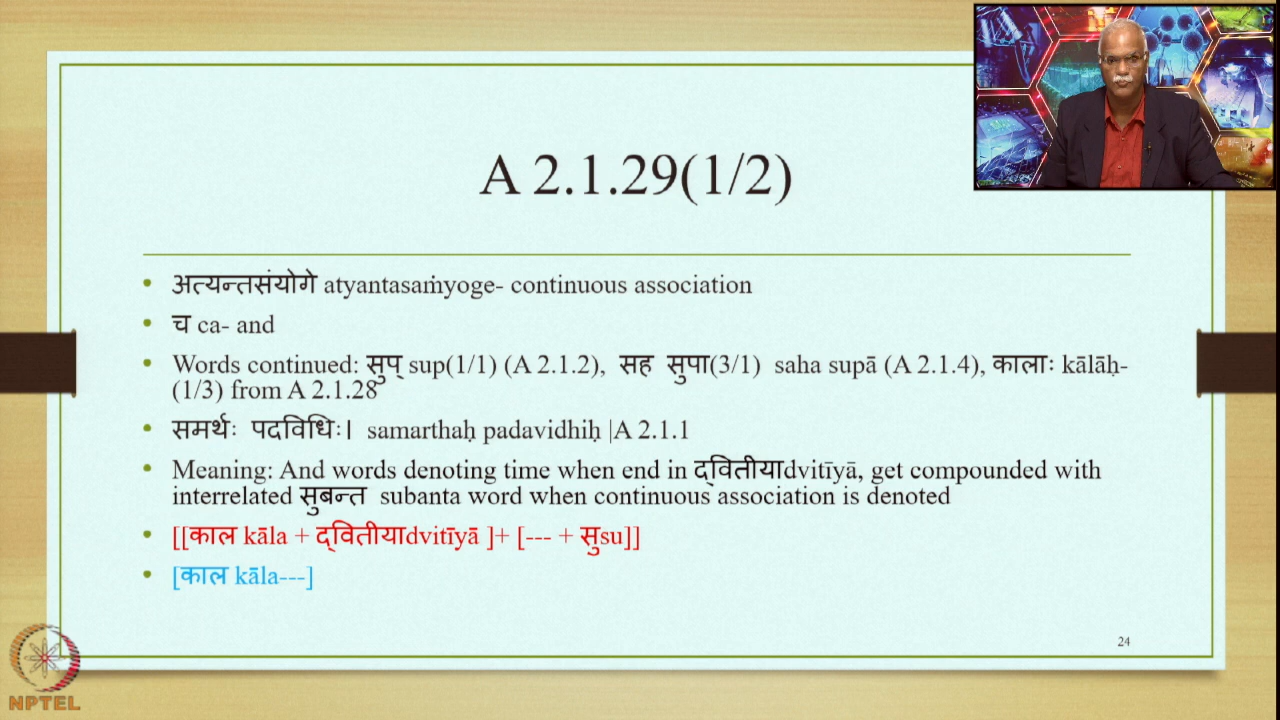 A 2.1.29(1/2)
• अत्यन्तसंयोगे atyantasaṁyoge- continuous association
• च ca- and
• Words continued: सुप् sup(1/1) (A 2.1.2), सह सुपा(3/1) saha supā (A 2.1.4), कालाः kālāḥ-
(1/3) from A 2.1.28
• समर्थः पदविधिः। samarthaḥ padavidhiḥ |A 2.1.1
• Meaning: And words denoting time when end in द्वितीयाdvitīyā, get compounded with
interrelated सुबन्त subanta word when continuous association is denoted
• [[काल kāla + द्वितीयाdvitīyā ]+ [--- + सुsu]]
• [काल kāla---]
24
NPTEL